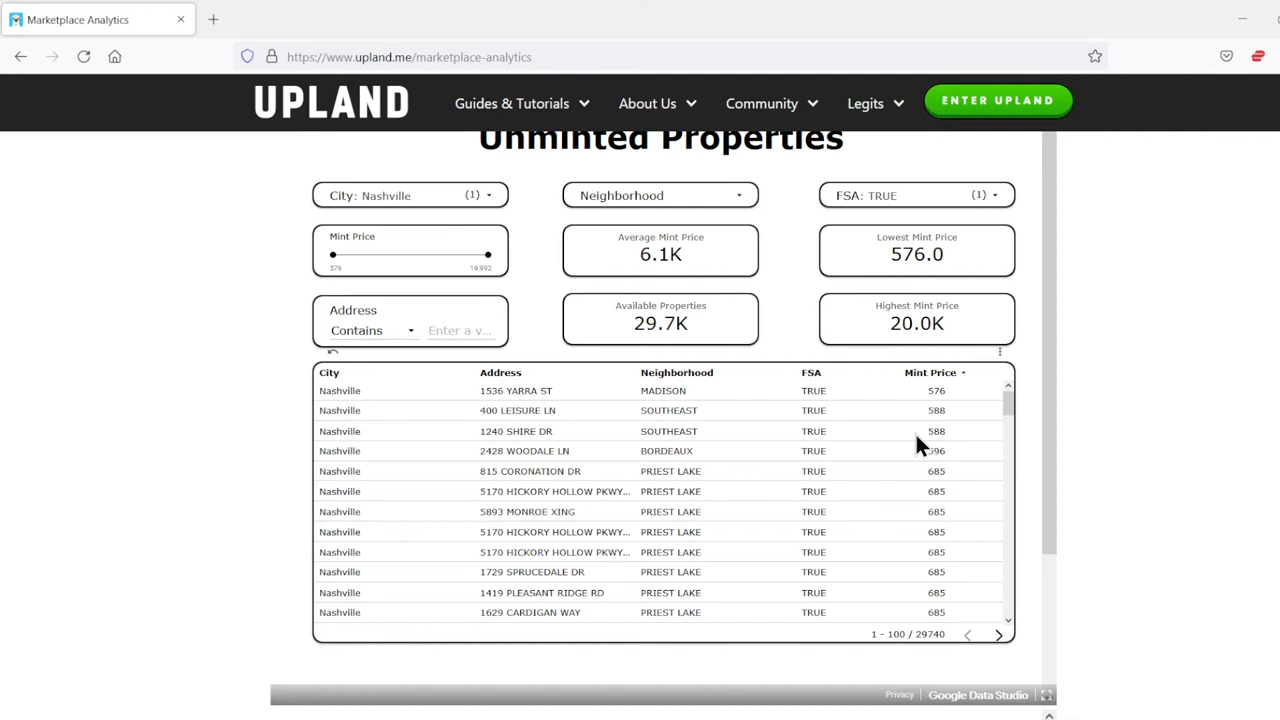 Marketplace Analytics
https://www.upland.me/marketplace-analytics
UPLAND
Guides & Tutorials
About Us
Community
Legits
ENTER UPLAND
Unminted Properties
City: Nashville (1)
Neighborhood
FSA: TRUE (1)
Mint Price
576 19,992
Average Mint Price
6.1K
Lowest Mint Price
576.0
Address
Contains Enter a v...
Available Properties
29.7K
Highest Mint Price
20.0K
City Address Neighborhood FSA Mint Price
Nashville 1536 YARRA ST MADISON TRUE 576
Nashville 400 LEISURE LN SOUTHEAST TRUE 588
Nashville 1240 SHIRE DR SOUTHEAST TRUE 588
Nashville 2428 WOODALE LN BORDEAUX TRUE 596
Nashville 815 CORONATION DR PRIEST LAKE TRUE 685
Nashville 5170 HICKORY HOLLOW PKWY... PRIEST LAKE TRUE 685
Nashville 5893 MONROE XING PRIEST LAKE TRUE 685
Nashville 5170 HICKORY HOLLOW PKWY... PRIEST LAKE TRUE 685
Nashville 5170 HICKORY HOLLOW PKWY... PRIEST LAKE TRUE 685
Nashville 1729 SPRUCEDALE DR PRIEST LAKE TRUE 685
Nashville 1419 PLEASANT RIDGE RD PRIEST LAKE TRUE 685
Nashville 1629 CARDIGAN WAY PRIEST LAKE TRUE 685
1 - 100 / 29740
Privacy Google Data Studio